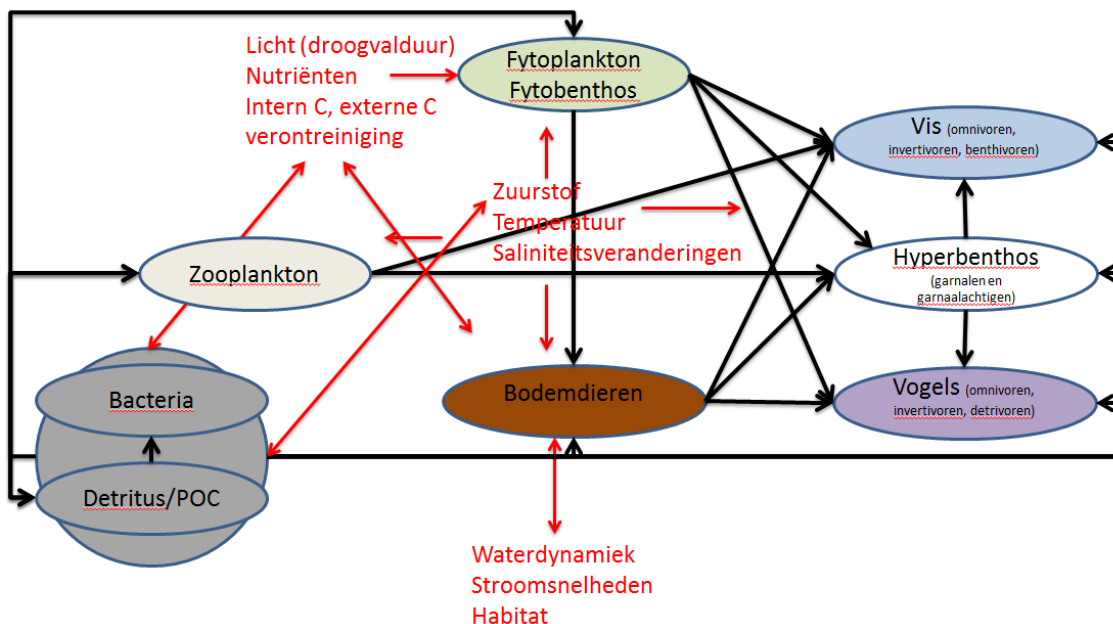 Licht (droogvalduur)
Nutriënten
Intern C, externe C
verontreiniging
Fytoplankton
Fytobenthos
Vis (omnivoren,
invertivoren, benthivoren)
Zuurstof
Temperatuur
Saliniteitsveranderingen
Zooplankton
Hyperbenthos
(garnalen en
garnaalachtigen)
Bacteria
Bodemdieren
Vogels (omnivoren,
invertivoren, detrivoren)
Detritus/POC
Waterdynamiek
Stroomsnelheden
Habitat